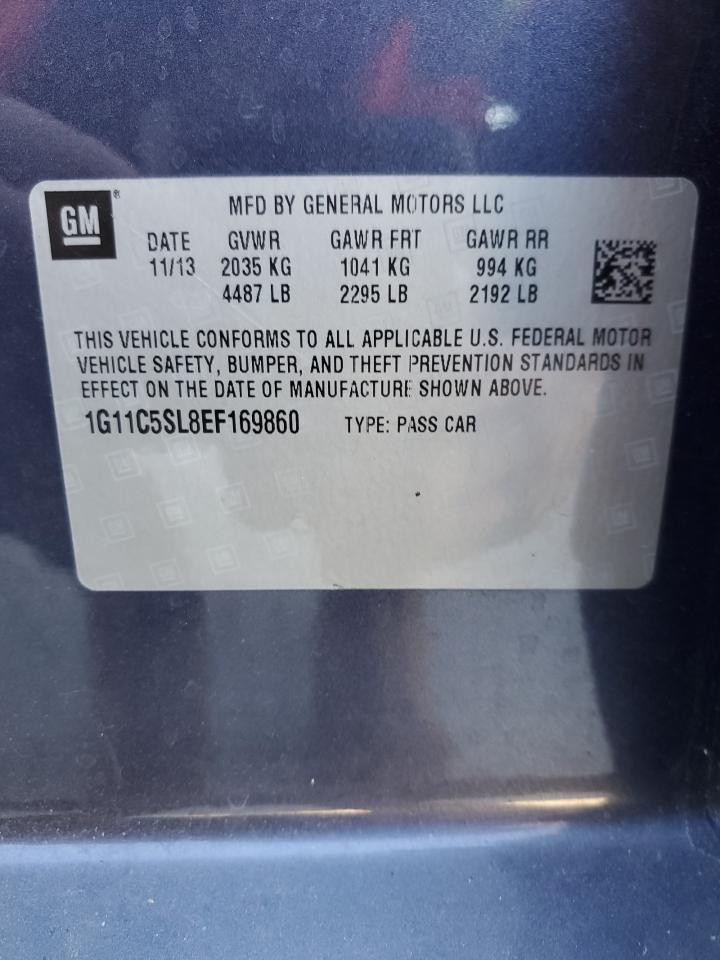 GM ®
MFD BY GENERAL MOTORS LLC
DATE GVWR GAWR FRT GAWR RR
11/13 2035 KG 1041 KG 994 KG
4487 LB 2295 LB 2192 LB
THIS VEHICLE CONFORMS TO ALL APPLICABLE U.S. FEDERAL MOTOR
VEHICLE SAFETY, BUMPER, AND THEFT PREVENTION STANDARDS IN
EFFECT ON THE DATE OF MANUFACTURE SHOWN ABOVE.
1G11C5SL8EF169860 TYPE: PASS CAR